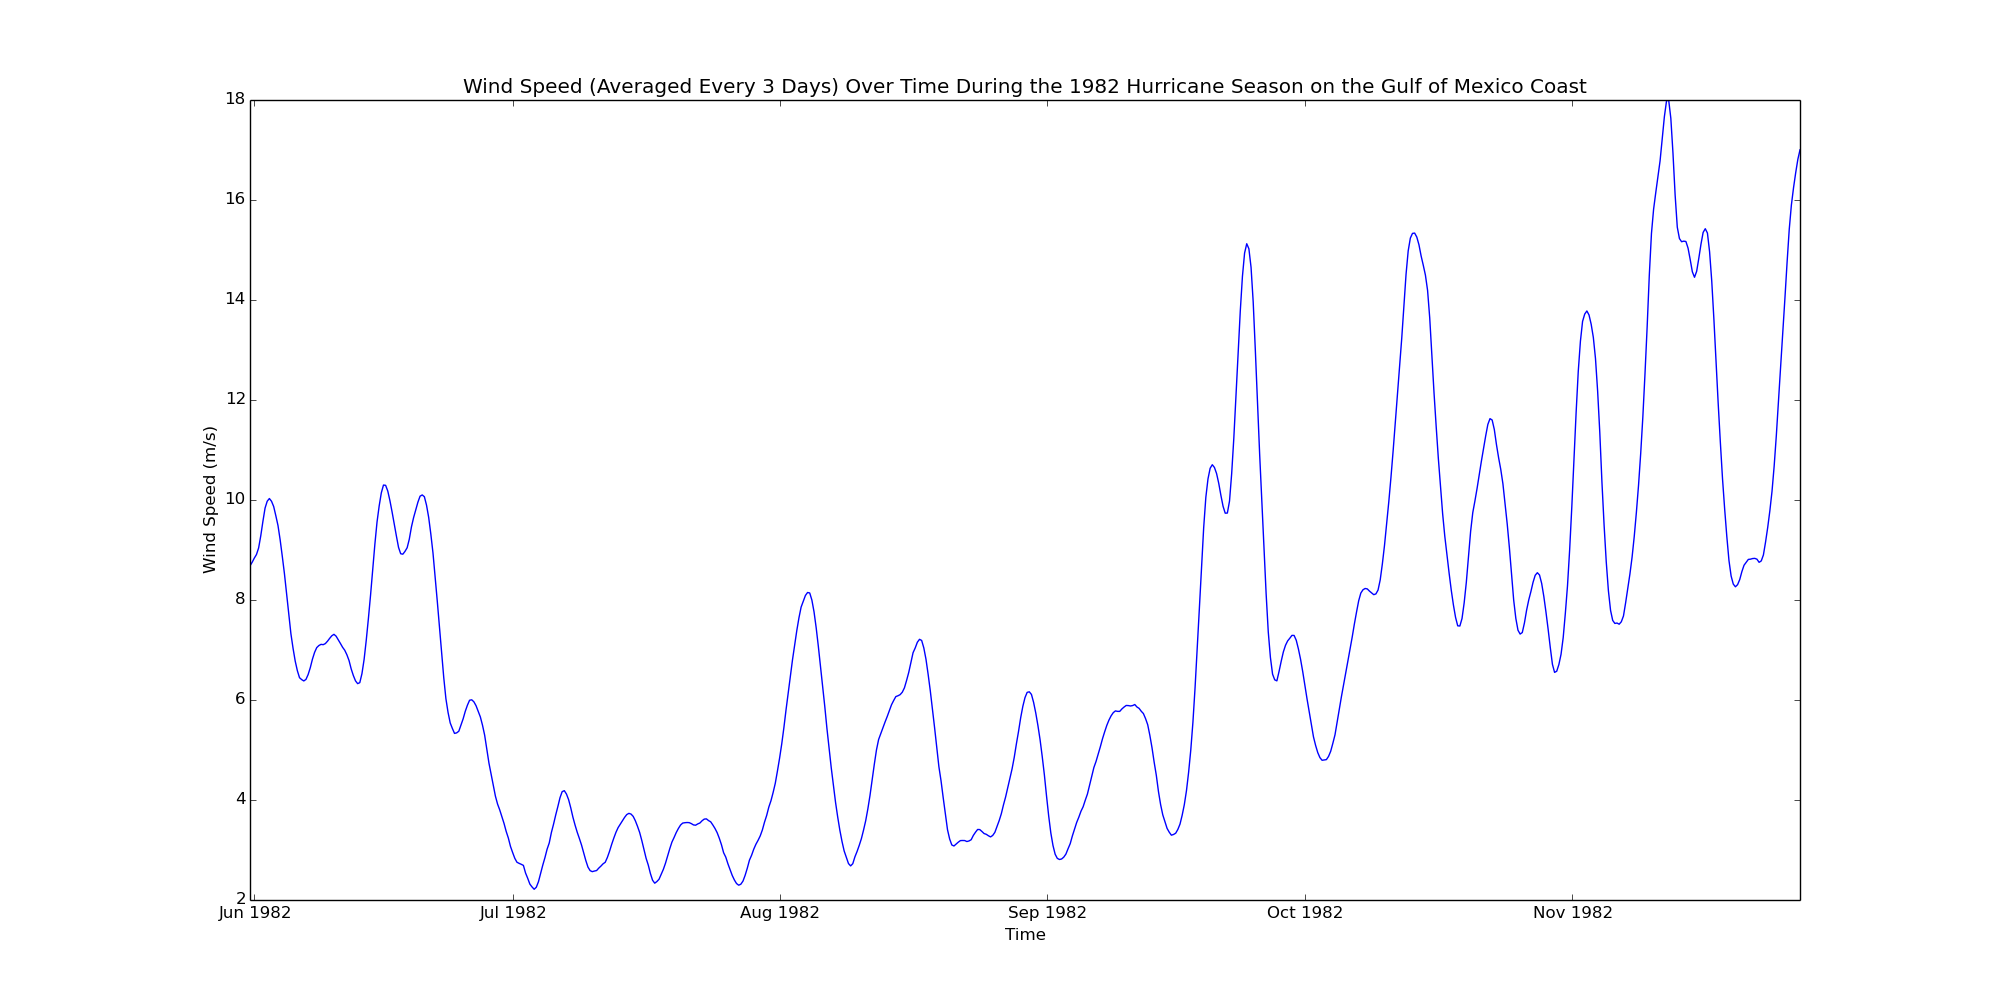 Wind Speed (Averaged Every 3 Days) Over Time During the 1982 Hurricane Season on the Gulf of Mexico Coast
18
16
14
12
10
8
6
4
2
Wind Speed (m/s)
Jun 1982 Jul 1982 Aug 1982 Sep 1982 Oct 1982 Nov 1982
Time